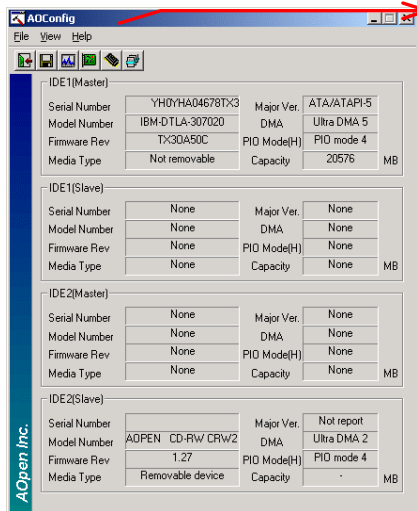 AOConfig
File View Help
IDE1(Master)
Serial Number YH0YHA04678TX3 Major Ver. ATA/ATAPI-5
Model Number IBM-DTLA-307020 DMA Ultra DMA 5
Firmware Rev TX3OA50C PIO Mode(H) PIO mode 4
Media Type Not removable Capacity 20576 MB
IDE1(Slave)
Serial Number None Major Ver. None
Model Number None DMA None
Firmware Rev None PIO Mode(H) None
Media Type None Capacity None MB
IDE2(Master)
Serial Number None Major Ver. None
Model Number None DMA None
Firmware Rev None PIO Mode(H) None
Media Type None Capacity None MB
IDE2(Slave)
Serial Number Major Ver. Not report
Model Number AOPEN CD-RW CRW2 DMA Ultra DMA 2
Firmware Rev 1.27 PIO Mode(H) PIO mode 4
Media Type Removable device Capacity - MB
AOpen Inc.